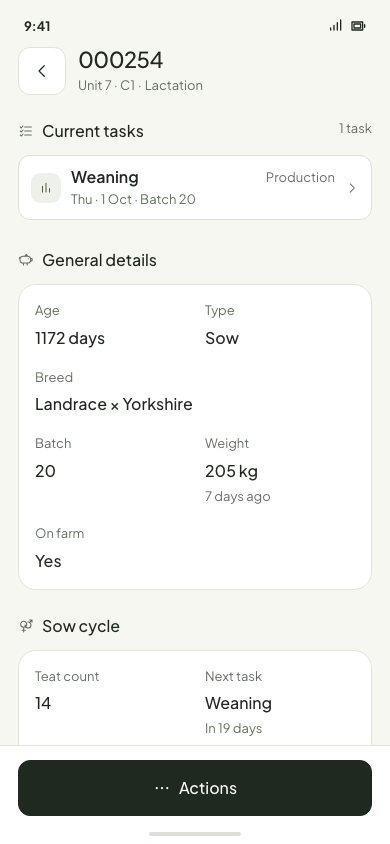 9:41
000254
Unit 7 · C1 · Lactation
Current tasks
1 task
Weaning
Production
Thu · 1 Oct · Batch 20
General details
Age
Type
1172 days
Sow
Breed
Landrace × Yorkshire
Batch
Weight
20
205 kg
7 days ago
On farm
Yes
Sow cycle
Teat count
Next task
14
Weaning
In 19 days
··· Actions